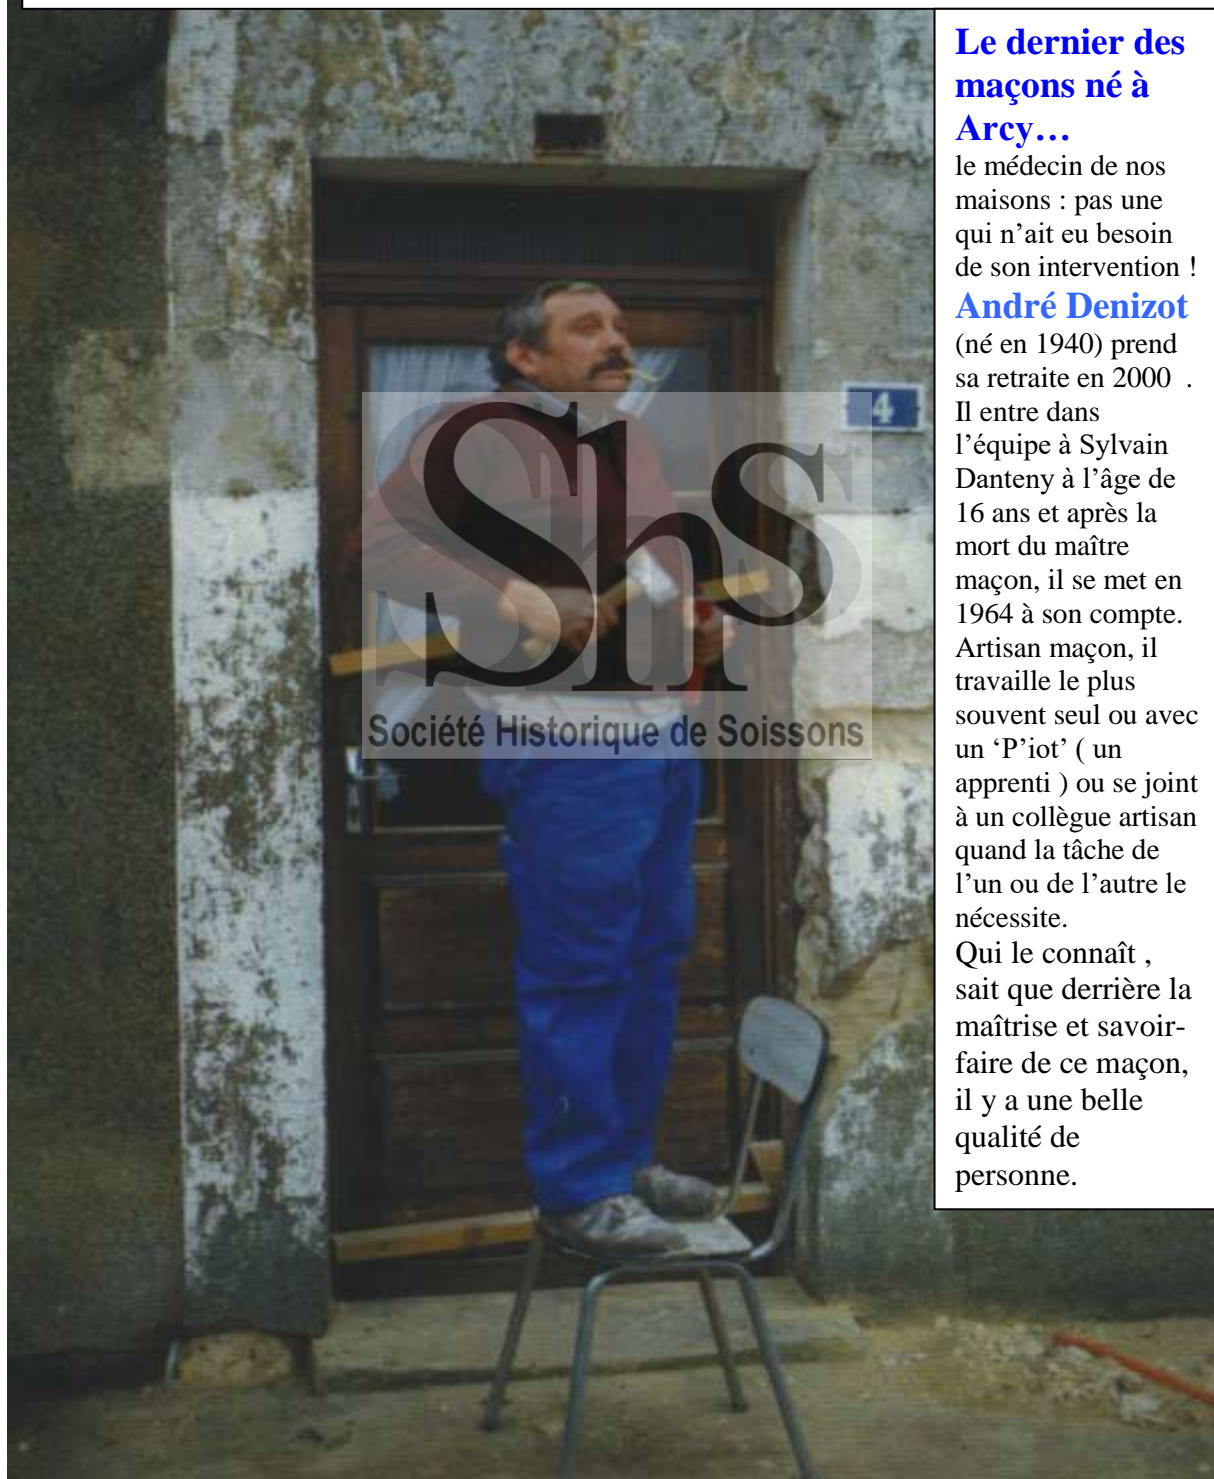 Le dernier des
maçons né à
Arcy…
le médecin de nos
maisons : pas une
qui n’ait eu besoin
de son intervention !
André Denizot
(né en 1940) prend
sa retraite en 2000 .
Il entre dans
l’équipe à Sylvain
Danteny à l’âge de
16 ans et après la
mort du maître
maçon, il se met en
1964 à son compte.
Artisan maçon, il
travaille le plus
souvent seul ou avec
un ‘P’iot’ ( un
apprenti ) ou se joint
à un collègue artisan
quand la tâche de
l’un ou de l’autre le
nécessite.
Qui le connaît ,
sait que derrière la
maîtrise et savoir-
faire de ce maçon,
il y a une belle
qualité de
personne.
4
Shs
Société Historique de Soissons